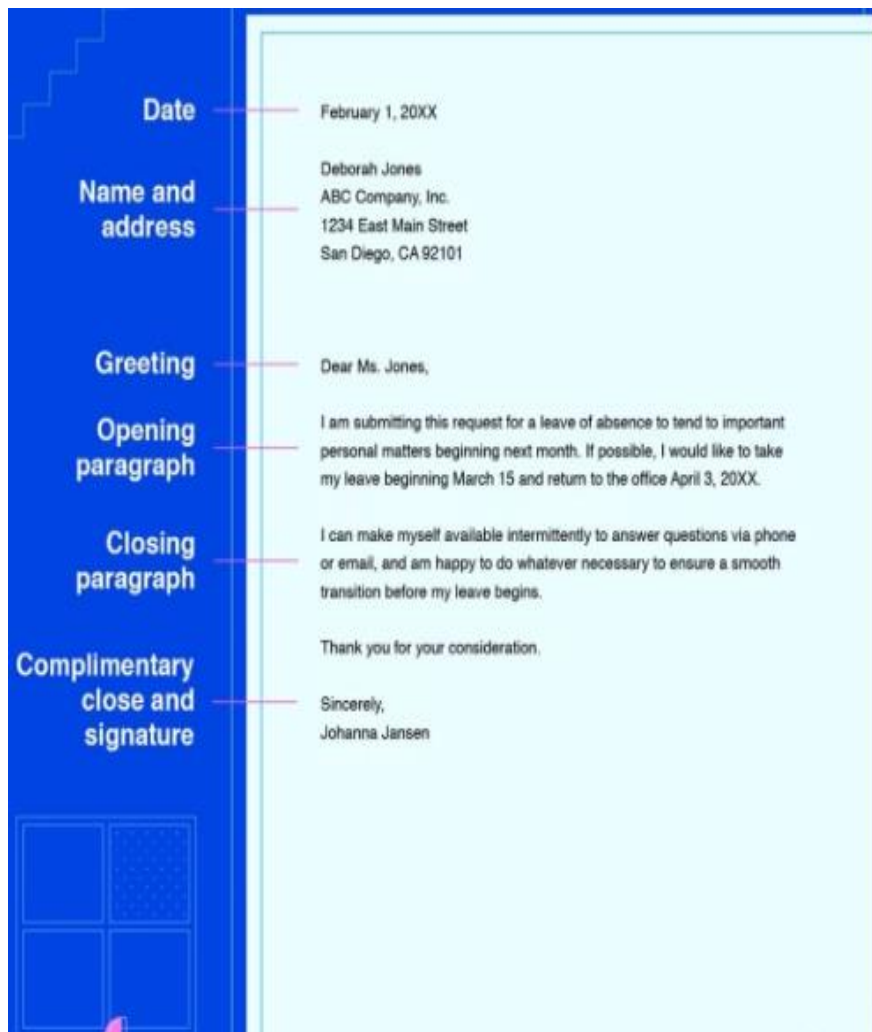 Date
February 1, 20XX
Name and
address
Deborah Jones
ABC Company, Inc.
1234 East Main Street
San Diego, CA 92101
Greeting
Dear Ms. Jones,
Opening
paragraph
I am submitting this request for a leave of absence to tend to important
personal matters beginning next month. If possible, I would like to take
my leave beginning March 15 and return to the office April 3, 20XX.
Closing
paragraph
I can make myself available intermittently to answer questions via phone
or email, and am happy to do whatever necessary to ensure a smooth
transition before my leave begins.
Thank you for your consideration.
Complimentary
close and
signature
Sincerely,
Johanna Jansen